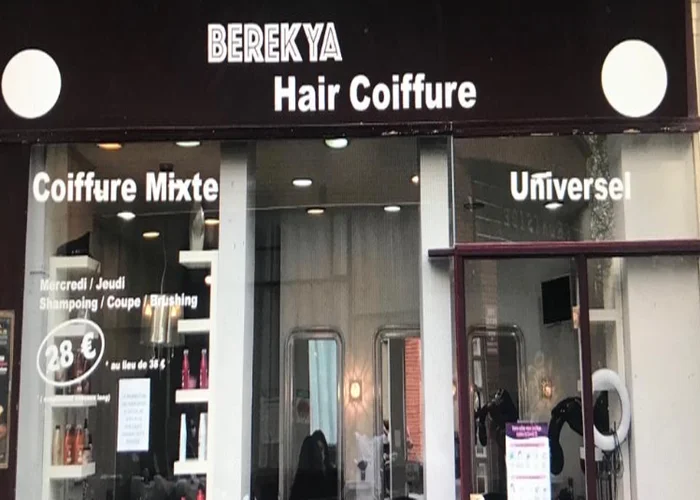 BEREKYA
Hair Coiffure
Coiffure Mixte
Universel
Mercredi / Jeudi
Shampoing / Coupe / Brushing
28 €
* au lieu de 38 €